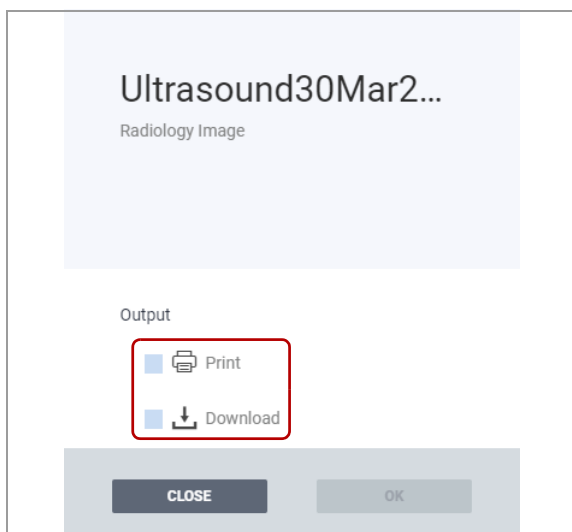 Ultrasound30Mar2...
Radiology Image
Output
Print
Download
CLOSE OK